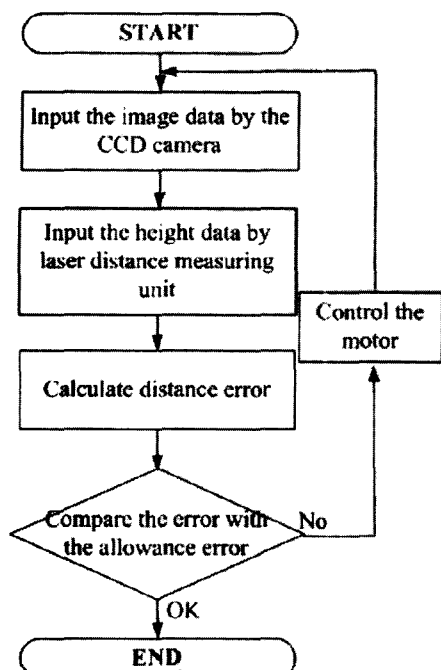 START
Input the image data by the
CCD camera
Input the height data by
laser distance measuring
unit
Control the
motor
Calculate distance error
Compare the error with
the allowance error
No
OK
END